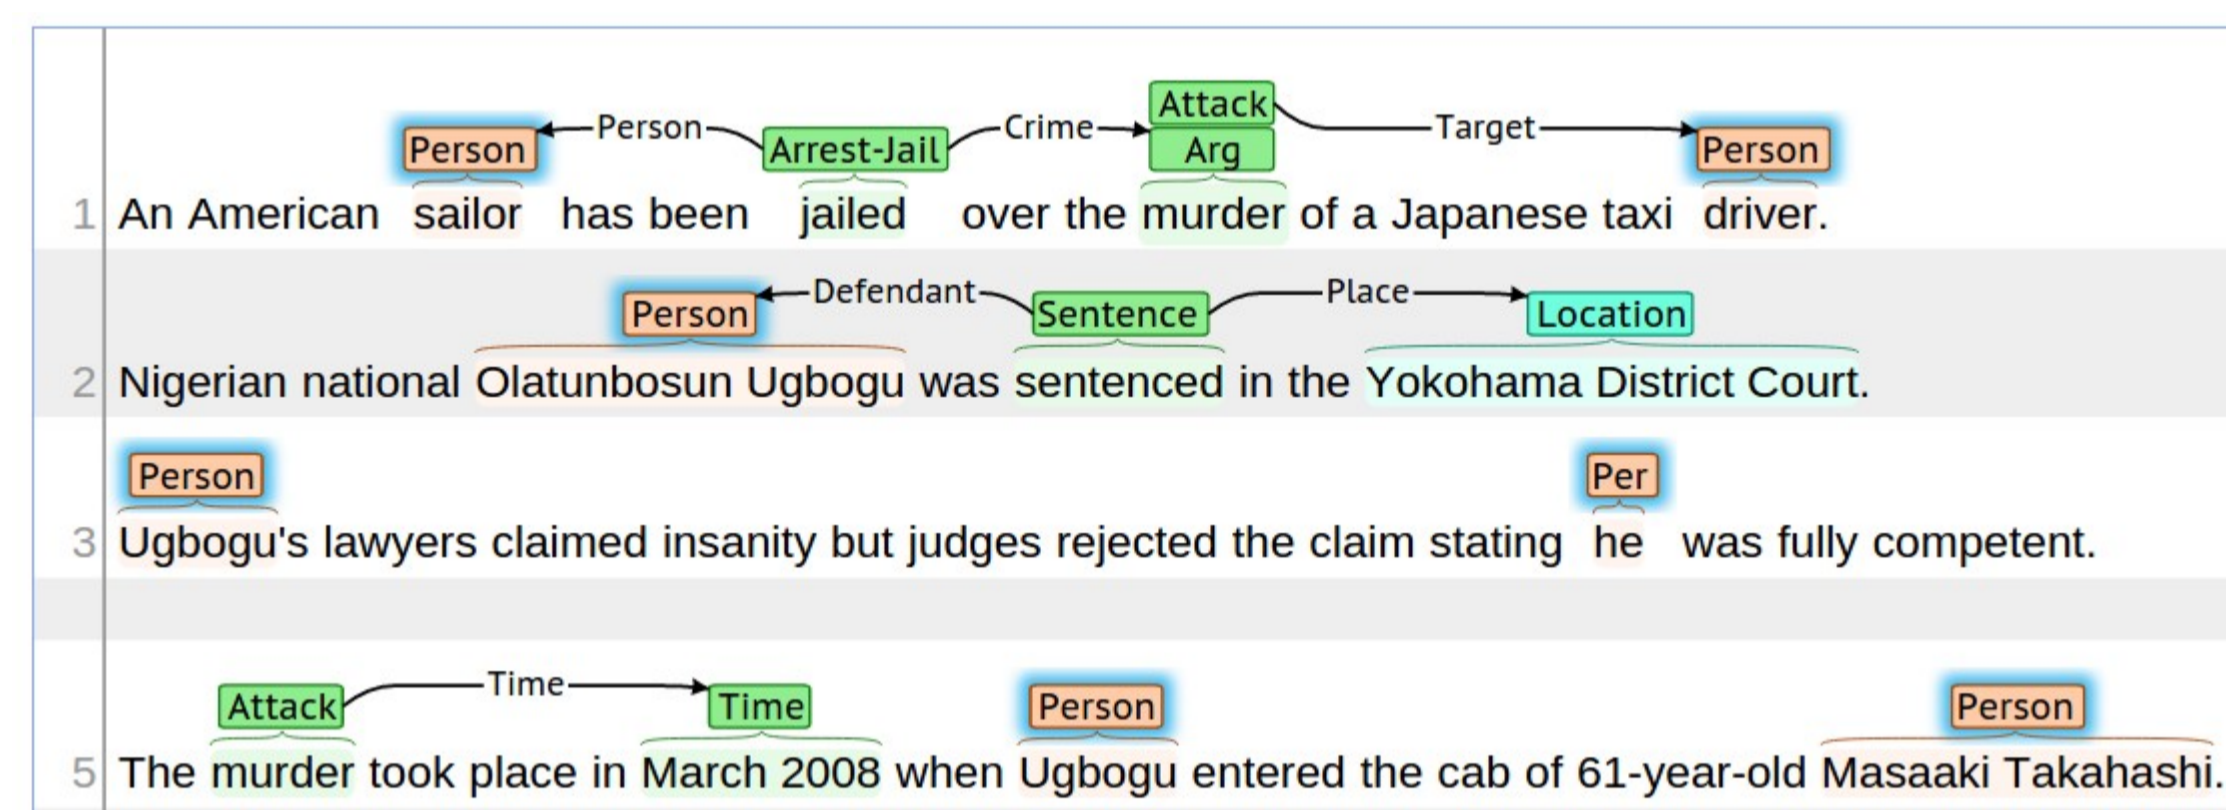 Attack
Person Person Arrest-Jail Crime Arg Target Person
1 An American sailor has been jailed over the murder of a Japanese taxi driver.
Person Defendant Sentence Place Location
2 Nigerian national Olatunbosun Ugbogu was sentenced in the Yokohama District Court.
Person Per
3 Ugbogu's lawyers claimed insanity but judges rejected the claim stating he was fully competent.
Attack Time Time Person Person
5 The murder took place in March 2008 when Ugbogu entered the cab of 61-year-old Masaaki Takahashi.